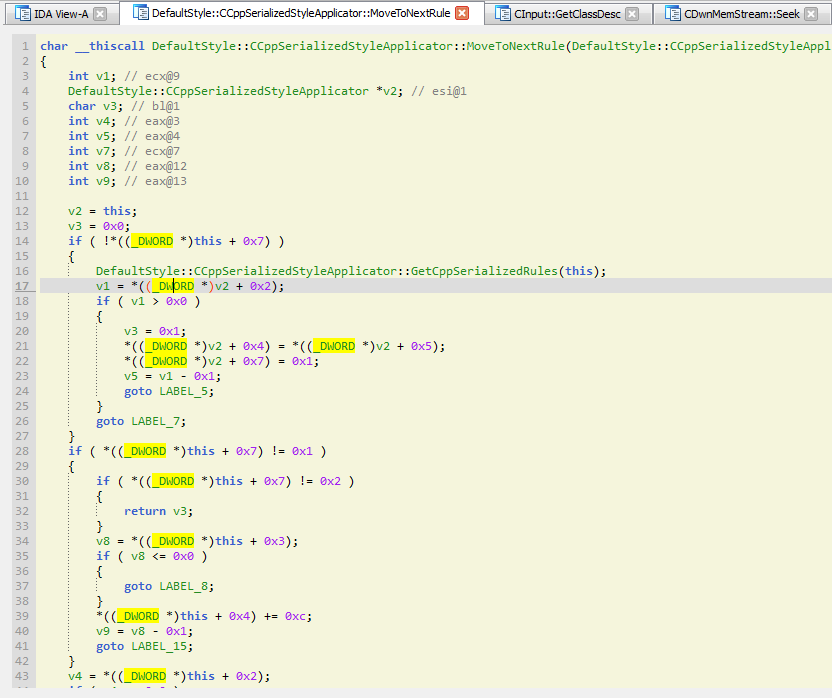 IDA View-A DefaultStyle::CCppSerializedStyleApplicator::MoveToNextRule CInput::GetClassDesc CDwnMemStream::Seek
1 char __thiscall DefaultStyle::CCppSerializedStyleApplicator::MoveToNextRule(DefaultStyle::CCppSerializedStyleAppl
2 {
3 int v1; // ecx@9
4 DefaultStyle::CCppSerializedStyleApplicator *v2; // esi@1
5 char v3; // bl@1
6 int v4; // eax@3
7 int v5; // eax@4
8 int v7; // ecx@7
9 int v8; // eax@12
10 int v9; // eax@13
11
12 v2 = this;
13 v3 = 0x0;
14 if ( !*((_DWORD *)this + 0x7) )
15 {
16 DefaultStyle::CCppSerializedStyleApplicator::GetCppSerializedRules(this);
17 v1 = *((_DWORD *)v2 + 0x2);
18 if ( v1 > 0x0 )
19 {
20 v3 = 0x1;
21 *((_DWORD *)v2 + 0x4) = *((_DWORD *)v2 + 0x5);
22 *((_DWORD *)v2 + 0x7) = 0x1;
23 v5 = v1 - 0x1;
24 goto LABEL_5;
25 }
26 goto LABEL_7;
27 }
28 if ( *((_DWORD *)this + 0x7) != 0x1 )
29 {
30 if ( *((_DWORD *)this + 0x7) != 0x2 )
31 {
32 return v3;
33 }
34 v8 = *((_DWORD *)this + 0x3);
35 if ( v8 <= 0x0 )
36 {
37 goto LABEL_8;
38 }
39 *((_DWORD *)this + 0x4) += 0xc;
40 v9 = v8 - 0x1;
41 goto LABEL_15;
42 }
43 v4 = *((_DWORD *)this + 0x2);